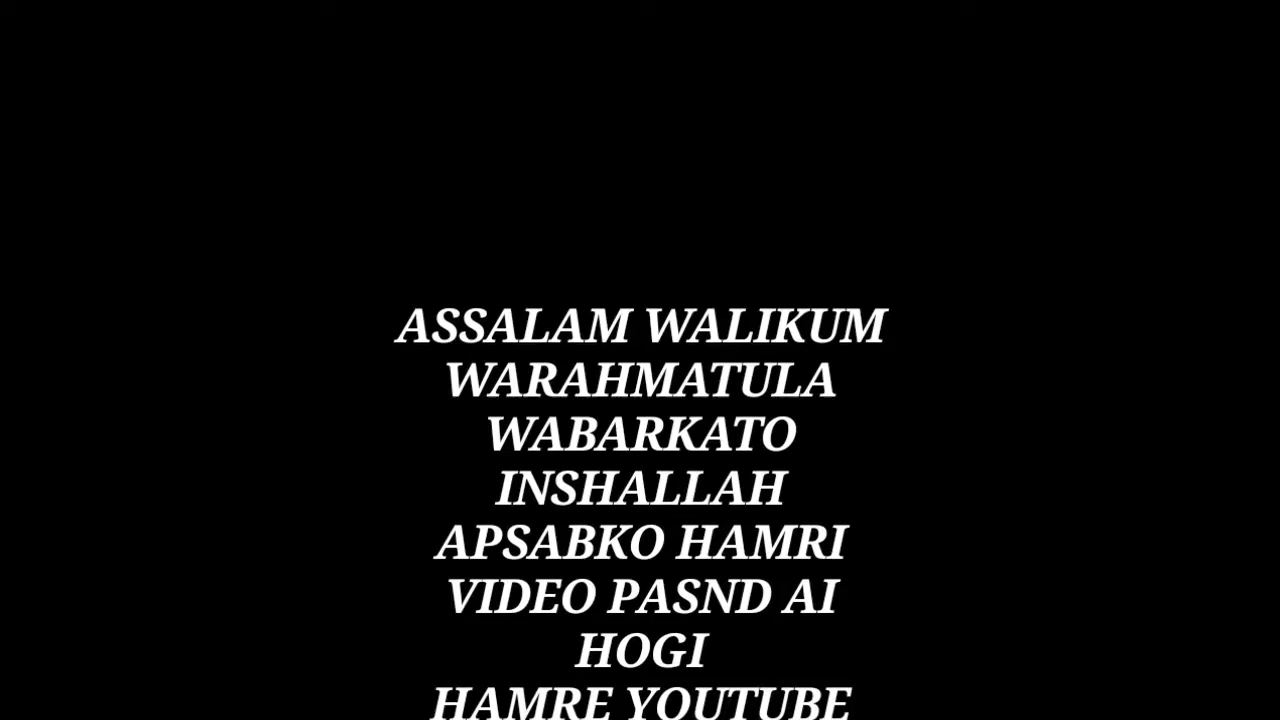 ASSALAM WALIKUM
WARAHMATULA
WABARKATO
INSHALLAH
APSABKO HAMRI
VIDEO PASND AI
HOGI
HAMRE YOUTUBE